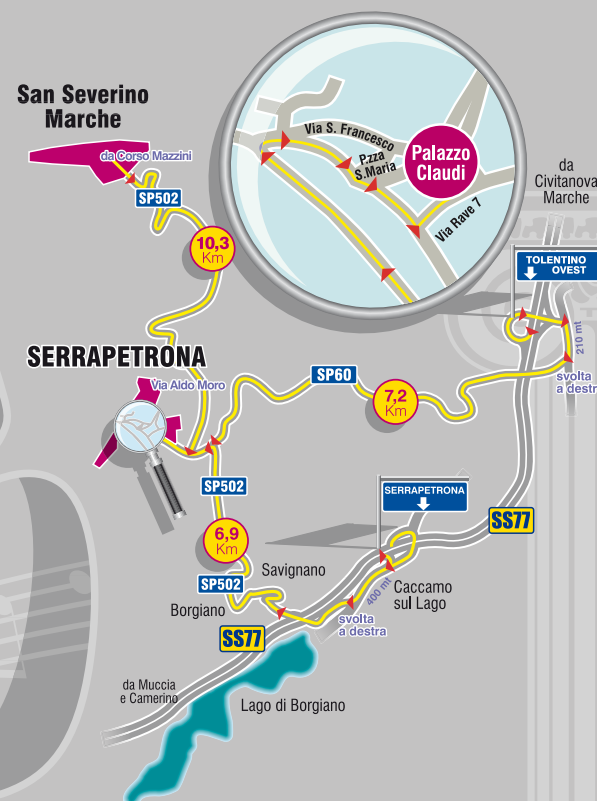 San Severino
Marche
da Corso Mazzini
SP502
10,3
Km
Via S. Francesco
P.zza
S.Maria
Palazzo
Claudi
Via Rave 7
da
Civitanova
Marche
TOLENTINO
OVEST
210 mt
svolta
a destr
SERRAPETRONA
Via Aldo Moro
SP60
7,2
Km
SP502
SERRAPETRONA
SS77
6,9
Km
SP502
Savignano
Borgiano
Caccamo
sul Lago
400 mt
svolta
a destra
SS77
da Muccia
e Camerino
Lago di Borgiano